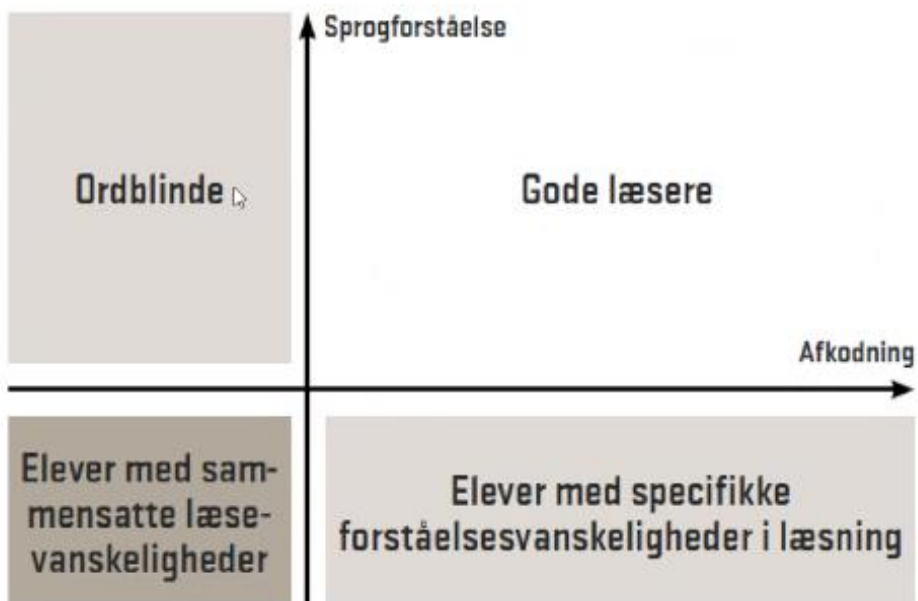 Sprogforståelse
Ordblinde
Gode læsere
Afkodning
Elever med sam-
mensatte læse-
vanskeligheder
Elever med specifikke
forståelsesvanskeligheder i læsning